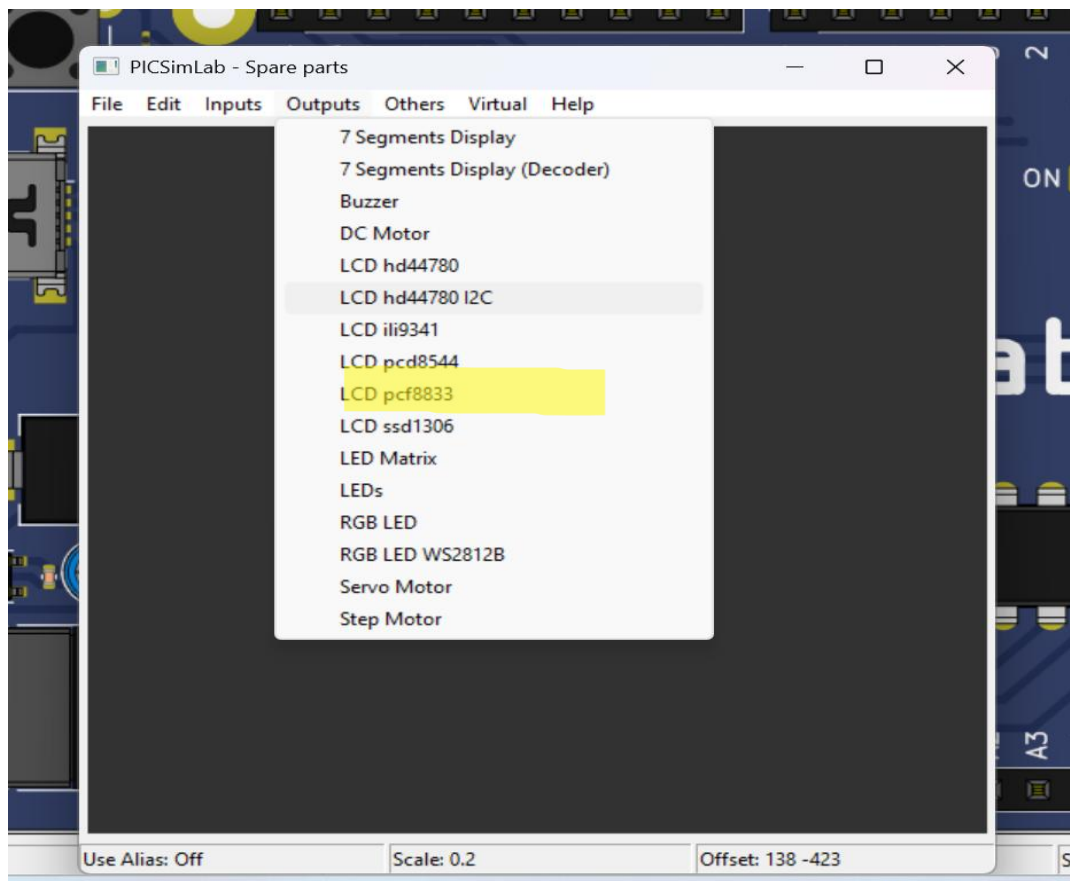 PICSimLab - Spare parts
File Edit Inputs Outputs Others Virtual Help
7 Segments Display
7 Segments Display (Decoder)
Buzzer
DC Motor
LCD hd44780
LCD hd44780 I2C
LCD ili9341
LCD pcd8544
LCD pcf8833
LCD ssd1306
LED Matrix
LEDs
RGB LED
RGB LED WS2812B
Servo Motor
Step Motor
2
ON
A3
Use Alias: Off Scale: 0.2 Offset: 138 -423